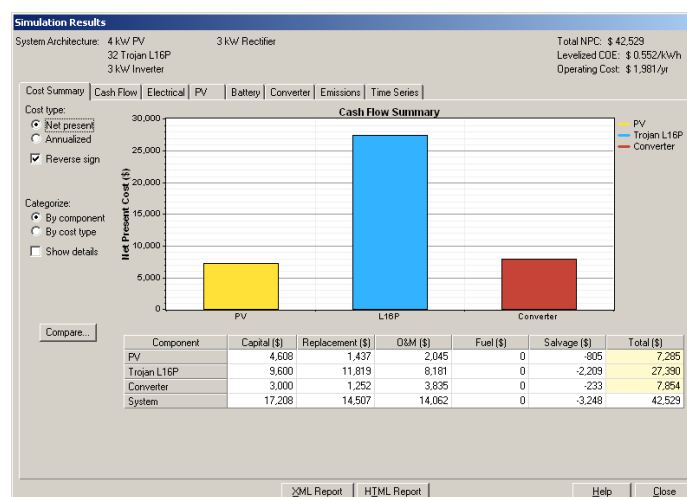 Simulation Results
System Architecture: 4 kW PV 3 kW Rectifier
32 Trojan L16P
3 kW Inverter
Total NPC: $ 42,529
Levelized COE: $ 0.552/kWh
Operating Cost: $ 1,981/yr
Cost Summary Cash Flow Electrical PV Battery Converter Emissions Time Series
Cost type:
Net present
Annualized
Reverse sign
Categorize:
By component
By cost type
Show details
Compare...
Cash Flow Summary
Net Present Cost ($)
30,000
25,000
20,000
15,000
10,000
5,000
0
PV L16P Converter
PV
Trojan L16P
Converter
Component Capital ($) Replacement ($) O&M ($) Fuel ($) Salvage ($) Total ($)
PV 4,608 1,437 2,045 0 -805 7,285
Trojan L16P 9,600 11,819 8,181 0 -2,209 27,390
Converter 3,000 1,252 3,835 0 -233 7,854
System 17,208 14,507 14,062 0 -3,248 42,529
XML Report HTML Report Help Close